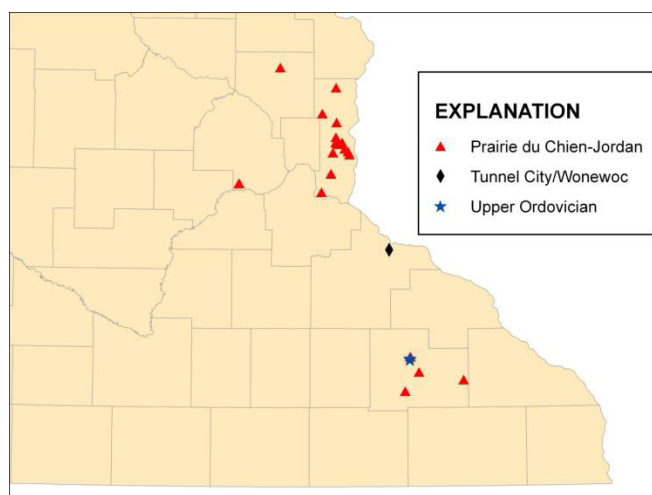 EXPLANATION
Prairie du Chien-Jordan
Tunnel City/Wonewoc
Upper Ordovician